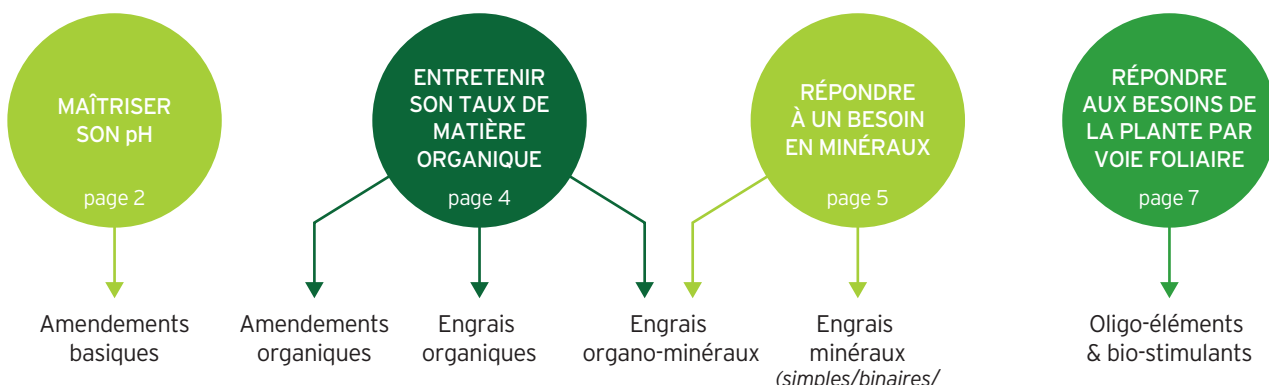 MAÎTRISER
SON pH
page 2
ENTRETENIR
SON TAUX DE
MATIÈRE
ORGANIQUE
page 4
RÉPONDRE
À UN BESOIN
EN MINÉRAUX
page 5
RÉPONDRE
AUX BESOINS DE
LA PLANTE PAR
VOIE FOLIAIRE
page 7
Amendements
basiques
Amendements
organiques
Engrais
organiques
Engrais
organo-minéraux
Engrais
minéraux
(simples/binaires/
Oligo-éléments
& bio-stimulants